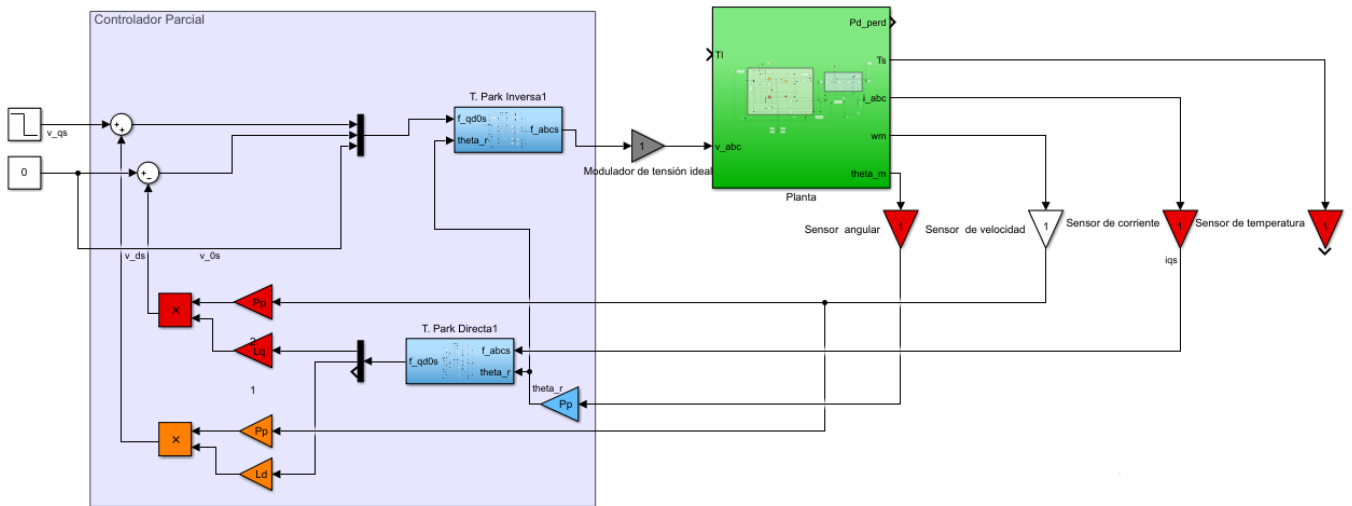 Controlador Parcial
Pd_perd
Tl
Ts
T. Park Inversa1
i_abc
f_qd0s
v_qs
f_abcs
theta_r
wm
1
v_abc
0
Modulador de tensión ideal
theta_m
Planta
Sensor angular
1
Sensor de velocidad
1
Sensor de corriente
1
Sensor de temperatura
1
v_ds
v_0s
iqs
×
Pp
T. Park Directa1
2
Lq
f_qd0s
f_abcs
theta_r
1
theta_r
Pp
×
Pp
Ld